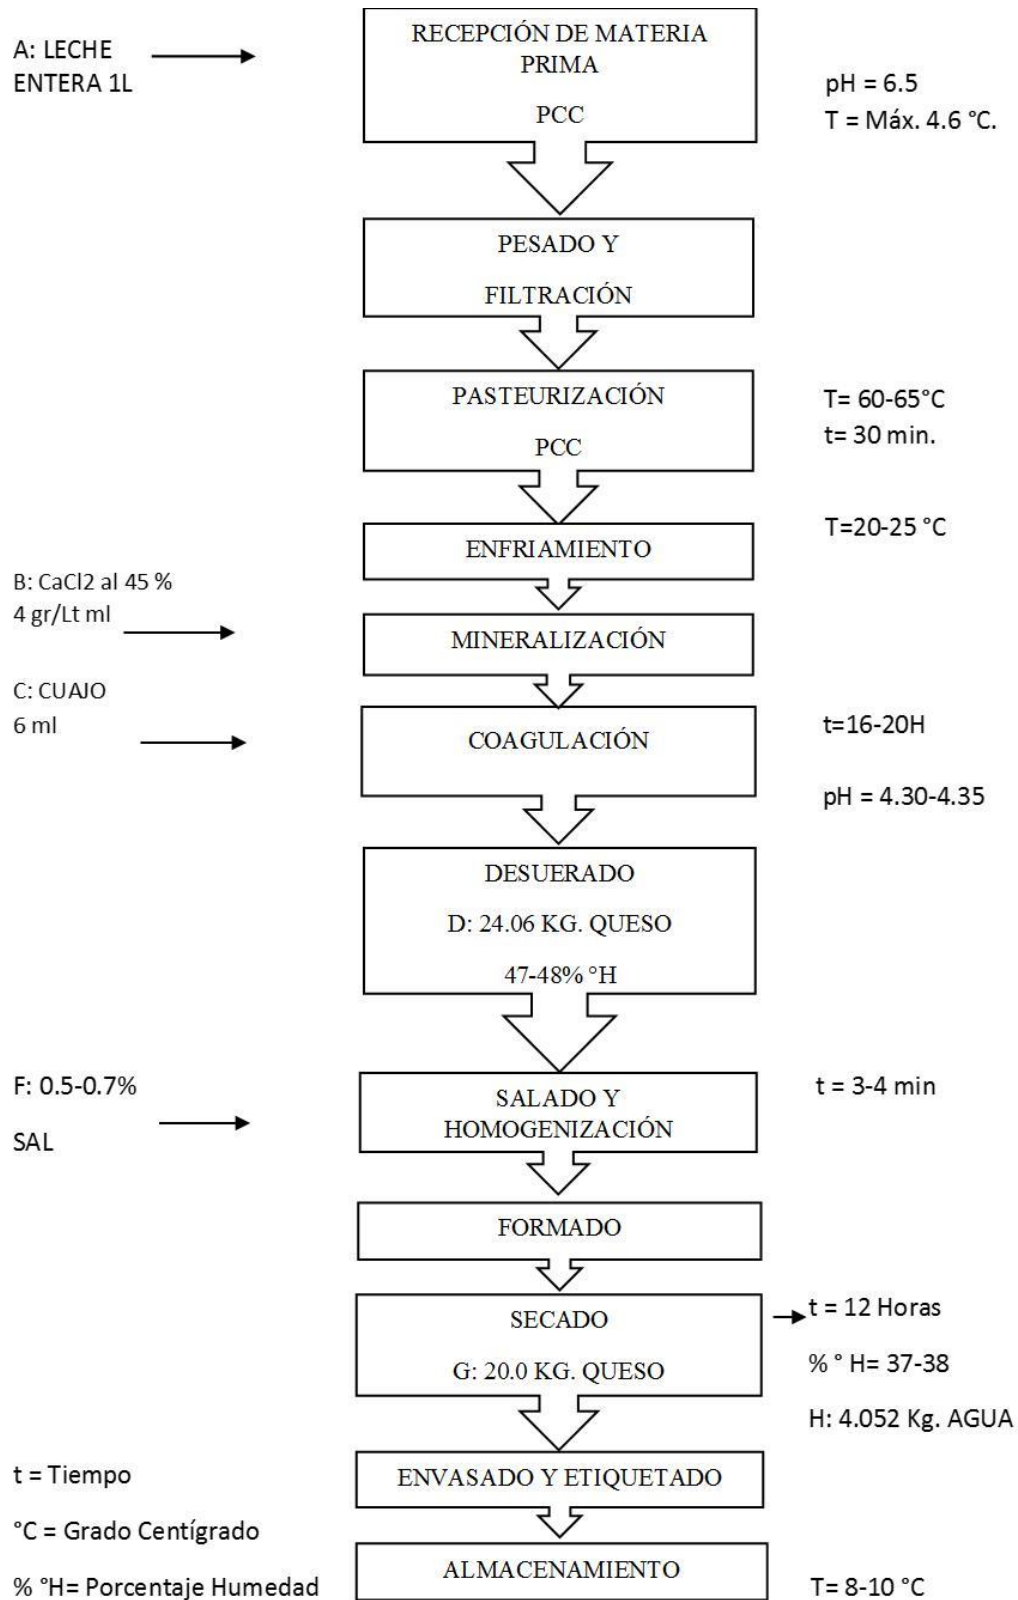 A: LECHE
ENTERA 1L
RECEPCIÓN DE MATERIA
PRIMA
PCC
pH = 6.5
T = Máx. 4.6 °C.
PESADO Y
FILTRACIÓN
PASTEURIZACIÓN
PCC
T= 60-65°C
t= 30 min.
ENFRIAMIENTO
T=20-25 °C
B: CaCl2 al 45 %
4 gr/Lt ml
MINERALIZACIÓN
C: CUAJO
6 ml
COAGULACIÓN
t=16-20H
pH = 4.30-4.35
DESUERADO
D: 24.06 KG. QUESO
47-48% °H
F: 0.5-0.7%
SAL
SALADO Y
HOMOGENIZACIÓN
t = 3-4 min
FORMADO
SECADO
G: 20.0 KG. QUESO
t = 12 Horas
% ° H= 37-38
H: 4.052 Kg. AGUA
ENVASADO Y ETIQUETADO
ALMACENAMIENTO
T= 8-10 °C
t = Tiempo
°C = Grado Centígrado
% °H= Porcentaje Humedad